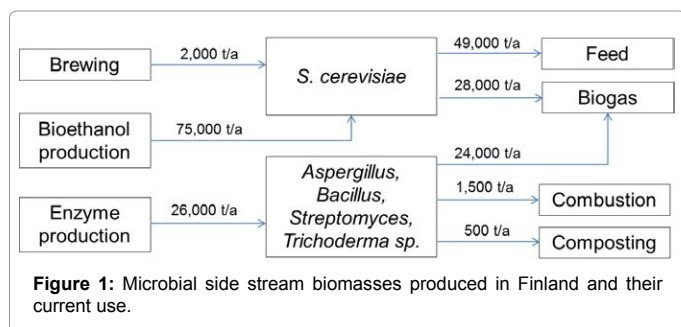 Brewing
2,000 t/a
S. cerevisiae
49,000 t/a
Feed
28,000 t/a
Biogas
Bioethanol
production
75,000 t/a
24,000 t/a
Aspergillus,
Bacillus,
Streptomyces,
Trichoderma sp.
Enzyme
production
26,000 t/a
1,500 t/a
Combustion
500 t/a
Composting
Figure 1: Microbial side stream biomasses produced in Finland and their
current use.